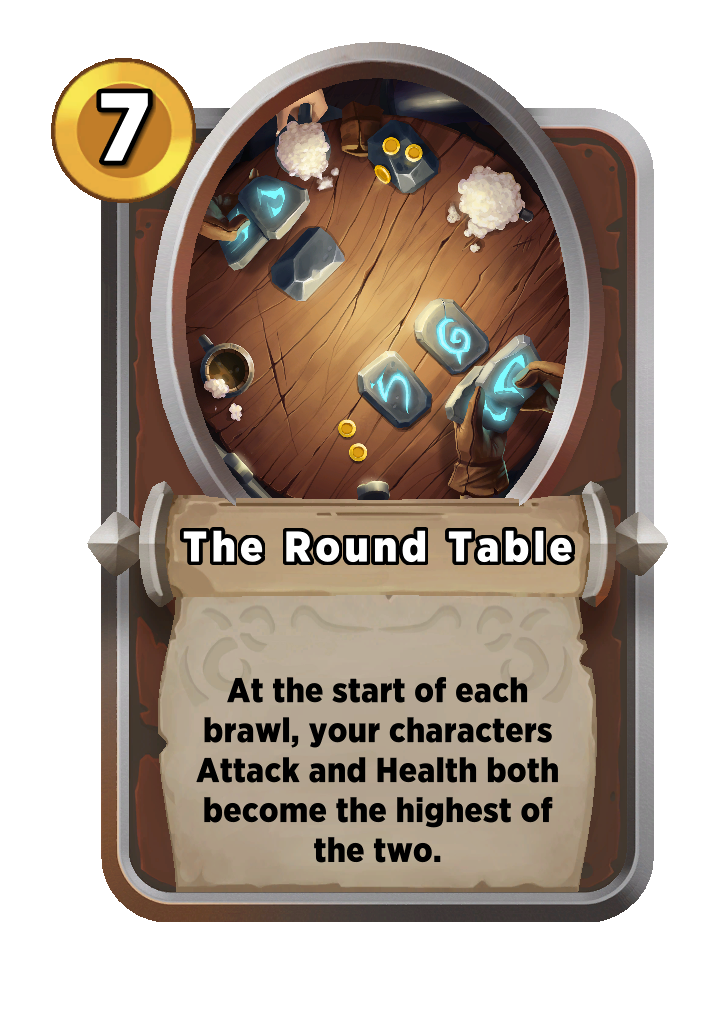 7
The Round Table
At the start of each
brawl, your characters
Attack and Health both
become the highest of
the two.